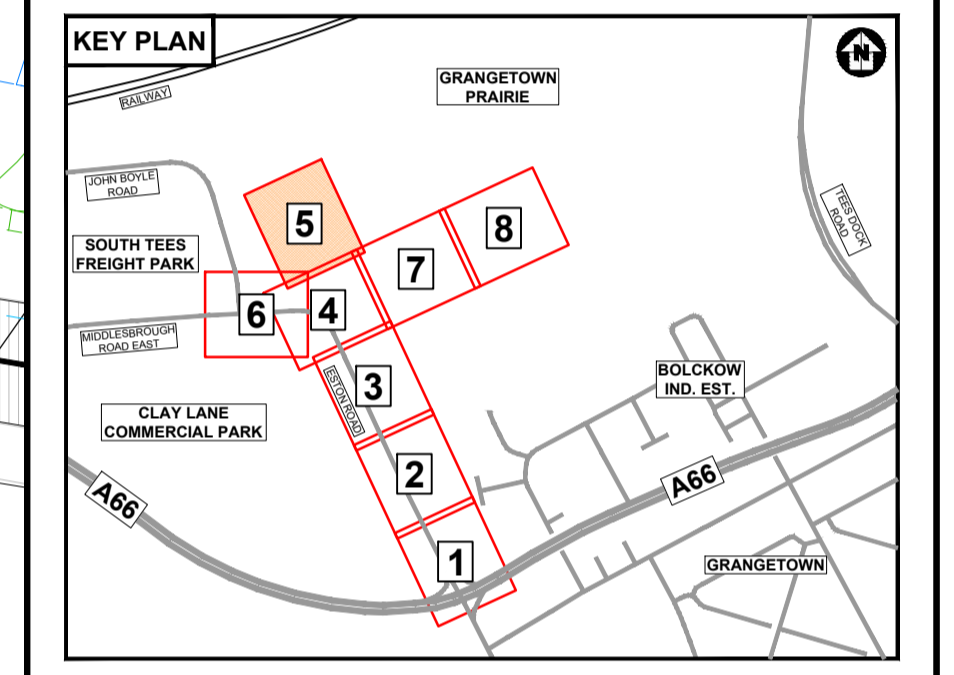 KEY PLAN
N
GRANGETOWN
PRAIRIE
RAILWAY
JOHN BOYLE
ROAD
TEES DOCK
ROAD
5
8
SOUTH TEES
FREIGHT PARK
7
6
4
MIDDLESBROUGH
ROAD EAST
3
ESTON ROAD
BOLCKOW
IND. EST.
CLAY LANE
COMMERCIAL PARK
2
A66
A66
1
GRANGETOWN